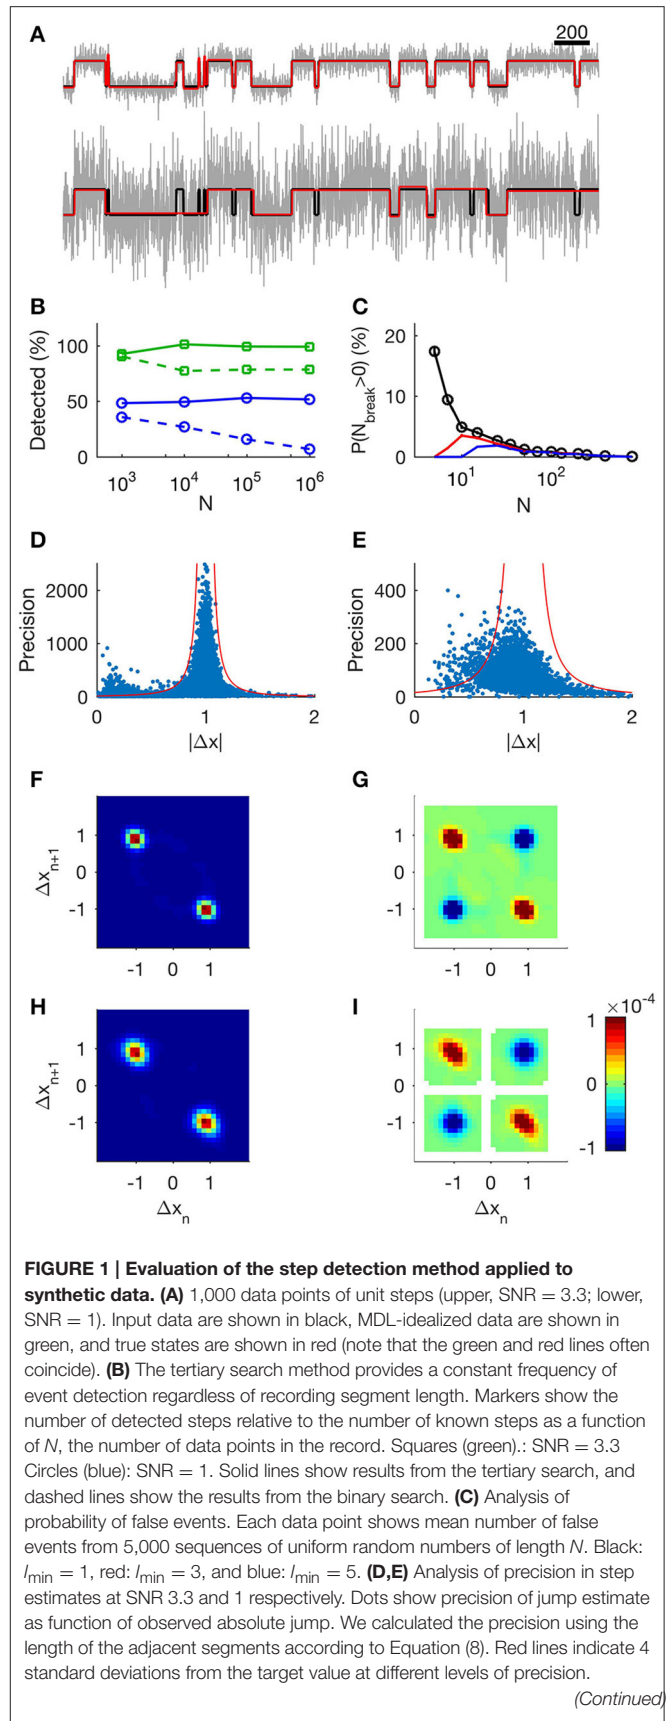 A
200
B
C
100
50
0
Detected (%)
10^3
10^4
10^5
10^6
N
20
10
0
P(N_break>0) (%)
10^1
10^2
N
D
E
2000
1000
0
Precision
0
1
2
|Δx|
400
200
0
Precision
0
1
2
|Δx|
F
G
1
0
-1
Δx_n+1
-1
0
1
1
0
-1
-1
0
1
H
I
1
0
-1
Δx_n+1
-1
0
1
Δx_n
1
0
-1
-1
0
1
Δx_n
×10^-4
1
0
-1
FIGURE 1 | Evaluation of the step detection method applied to
synthetic data. (A) 1,000 data points of unit steps (upper, SNR = 3.3; lower,
SNR = 1). Input data are shown in black, MDL-idealized data are shown in
green, and true states are shown in red (note that the green and red lines often
coincide). (B) The tertiary search method provides a constant frequency of
event detection regardless of recording segment length. Markers show the
number of detected steps relative to the number of known steps as a function
of N, the number of data points in the record. Squares (green).: SNR = 3.3
Circles (blue): SNR = 1. Solid lines show results from the tertiary search, and
dashed lines show the results from the binary search. (C) Analysis of
probability of false events. Each data point shows mean number of false
events from 5,000 sequences of uniform random numbers of length N. Black:
l_min = 1, red: l_min = 3, and blue: l_min = 5. (D,E) Analysis of precision in step
estimates at SNR 3.3 and 1 respectively. Dots show precision of jump estimate
as function of observed absolute jump. We calculated the precision using the
length of the adjacent segments according to Equation (8). Red lines indicate 4
standard deviations from the target value at different levels of precision.
(Continued)